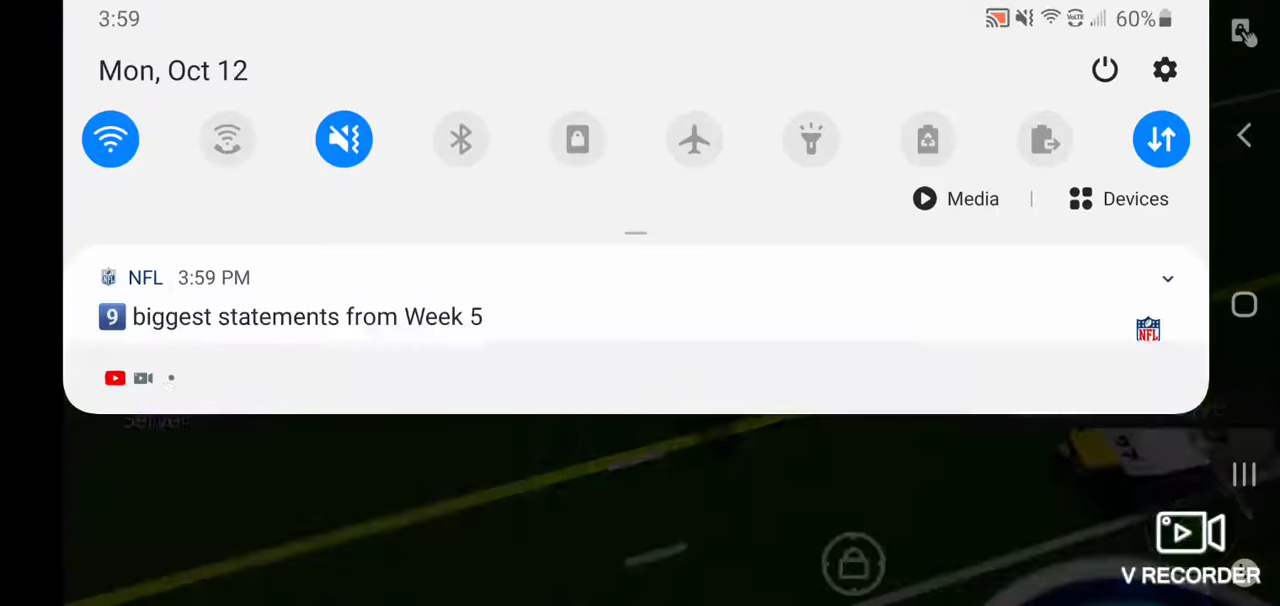 3:59
VoLTE
60%
Mon, Oct 12
Media | Devices
NFL 3:59 PM
9 biggest statements from Week 5
NFL
V RECORDER